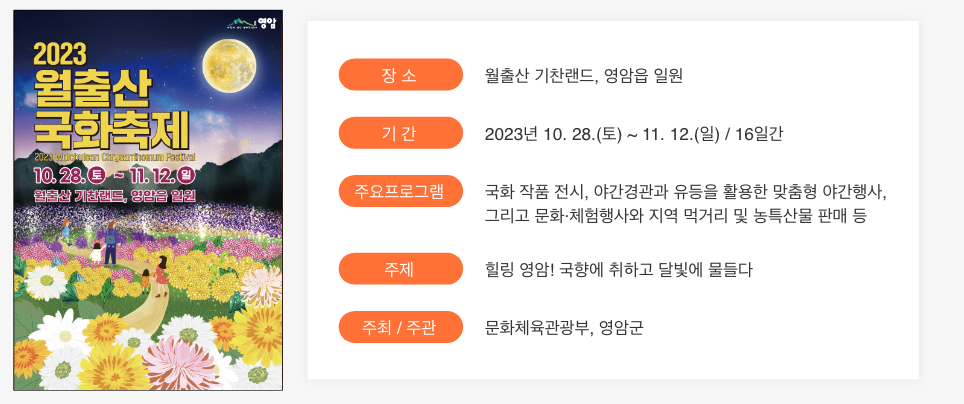 영암
2023
월출산
국화축제
2023 Wolchulsan Chrysanthemum Festival
10. 28. 토 ~ 11. 12. 일
월출산 기찬랜드, 영암읍 일원
장 소
월출산 기찬랜드, 영암읍 일원
기 간
2023년 10. 28.(토) ~ 11. 12.(일) / 16일간
주요프로그램
국화 작품 전시, 야간경관과 유등을 활용한 맞춤형 야간행사,
그리고 문화·체험행사와 지역 먹거리 및 농특산물 판매 등
주제
힐링 영암! 국향에 취하고 달빛에 물들다
주최 / 주관
문화체육관광부, 영암군